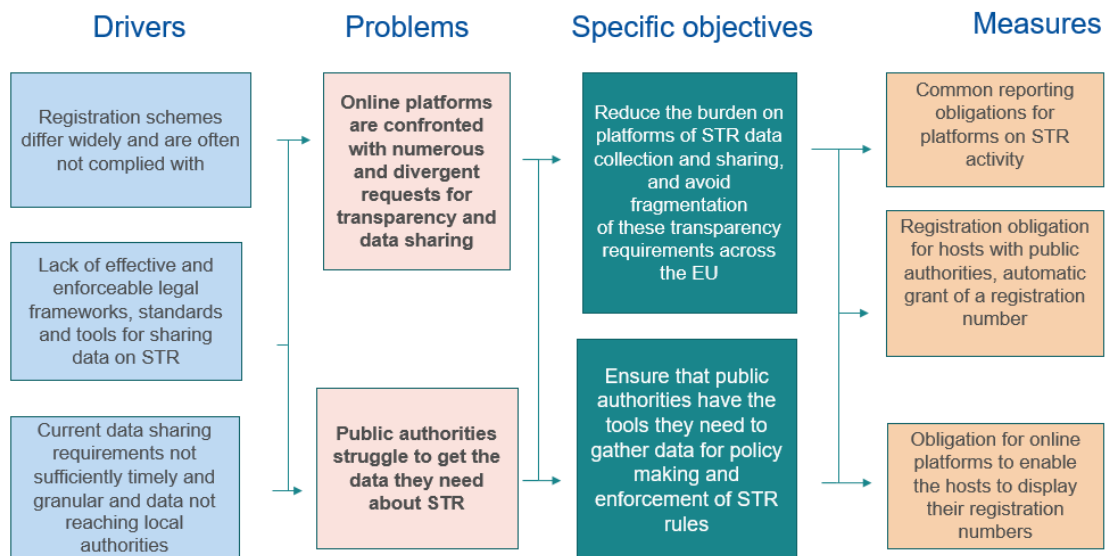 Drivers
Problems
Specific objectives
Measures
Registration schemes
differ widely and are often
not complied with
Lack of effective and
enforceable legal
frameworks, standards
and tools for sharing
data on STR
Current data sharing
requirements not
sufficiently timely and
granular and data not
reaching local
authorities
Online platforms
are confronted
with numerous
and divergent
requests for
transparency and
data sharing
Public authorities
struggle to get the
data they need
about STR
Reduce the burden on
platforms of STR data
collection and sharing,
and avoid
fragmentation
of these transparency
requirements across
the EU
Ensure that public
authorities have the
tools they need to
gather data for policy
making and
enforcement of STR
rules
Common reporting
obligations for
platforms on STR
activity
Registration obligation
for hosts with public
authorities, automatic
grant of a registration
number
Obligation for online
platforms to enable
the hosts to display
their registration
numbers